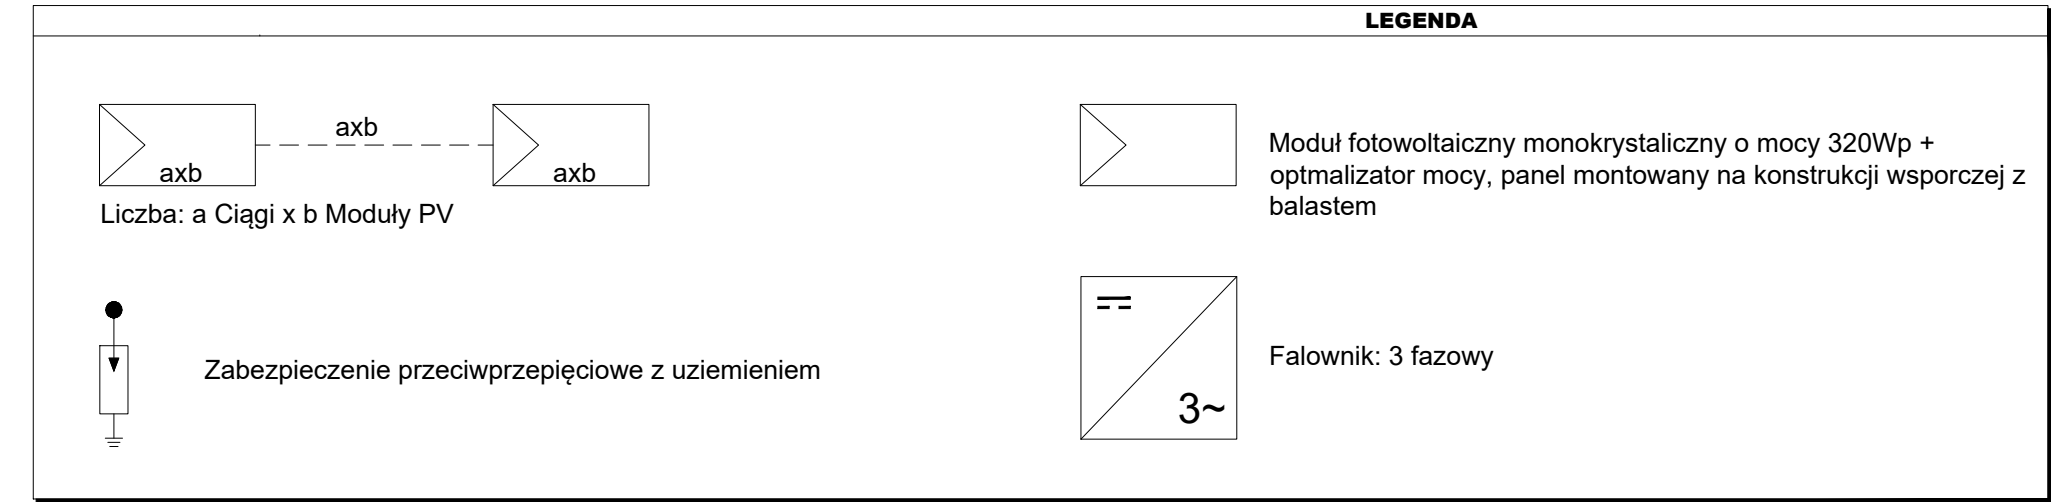 LEGENDA
axb
axb
axb
Liczba: a Ciągi x b Moduły PV
Moduł fotowoltaiczny monokrystaliczny o mocy 320Wp +
optmalizator mocy, panel montowany na konstrukcji wsporczej z
balastem
Zabezpieczenie przeciwprzepięciowe z uziemieniem
3~
Falownik: 3 fazowy